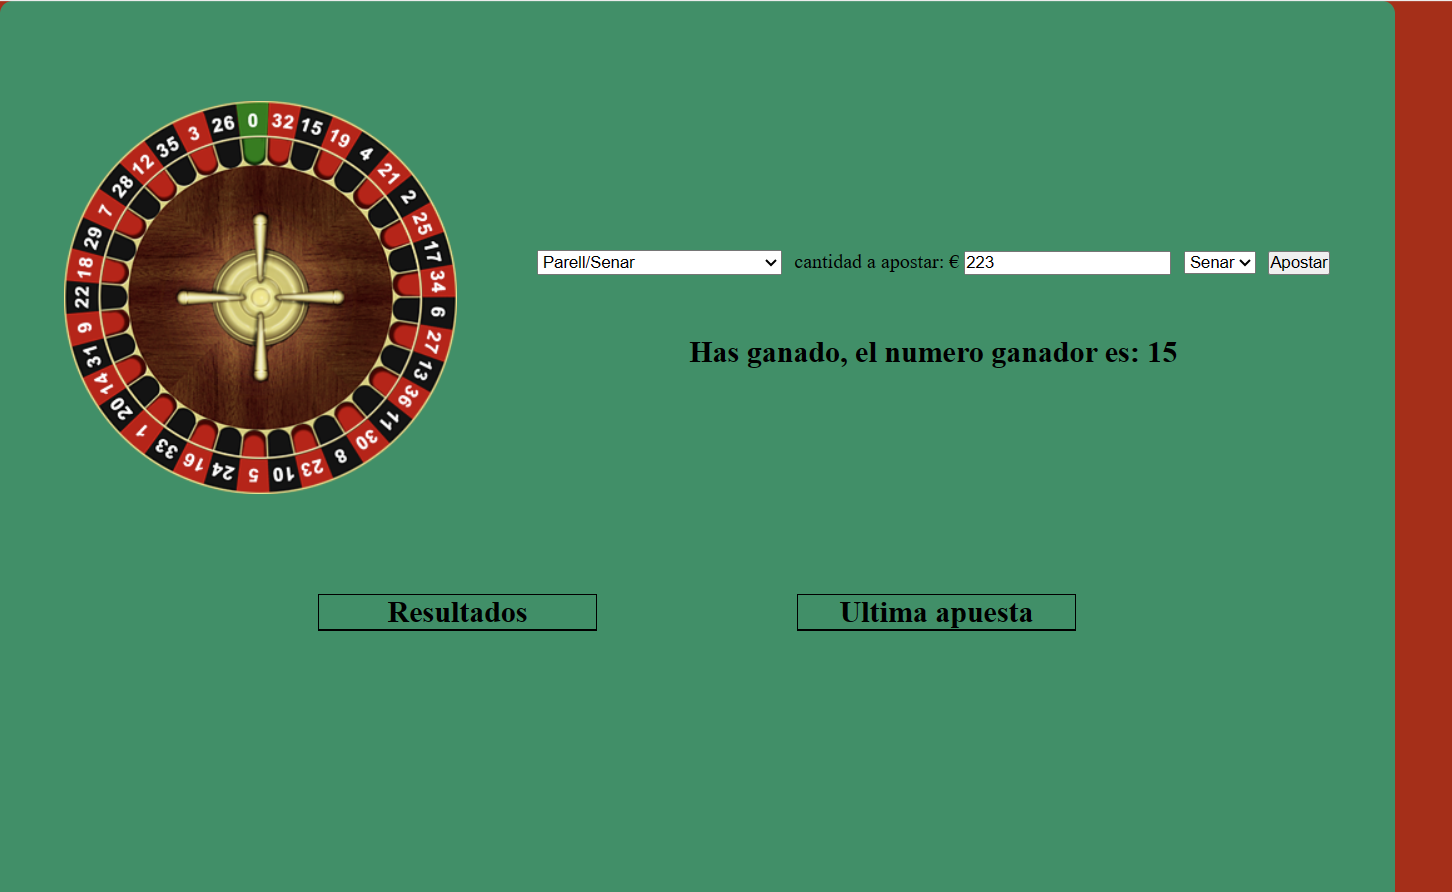 0 32 15 19 4 21 2 25 17 34 6 27 13 36 11 30 8 23 10 5 24 16 33 1 20 14 31 9 22 18 29 7 28 12 35 3 26
Parell/Senar cantidad a apostar: € 223 Senar Apostar
Has ganado, el numero ganador es: 15
Resultados Ultima apuesta